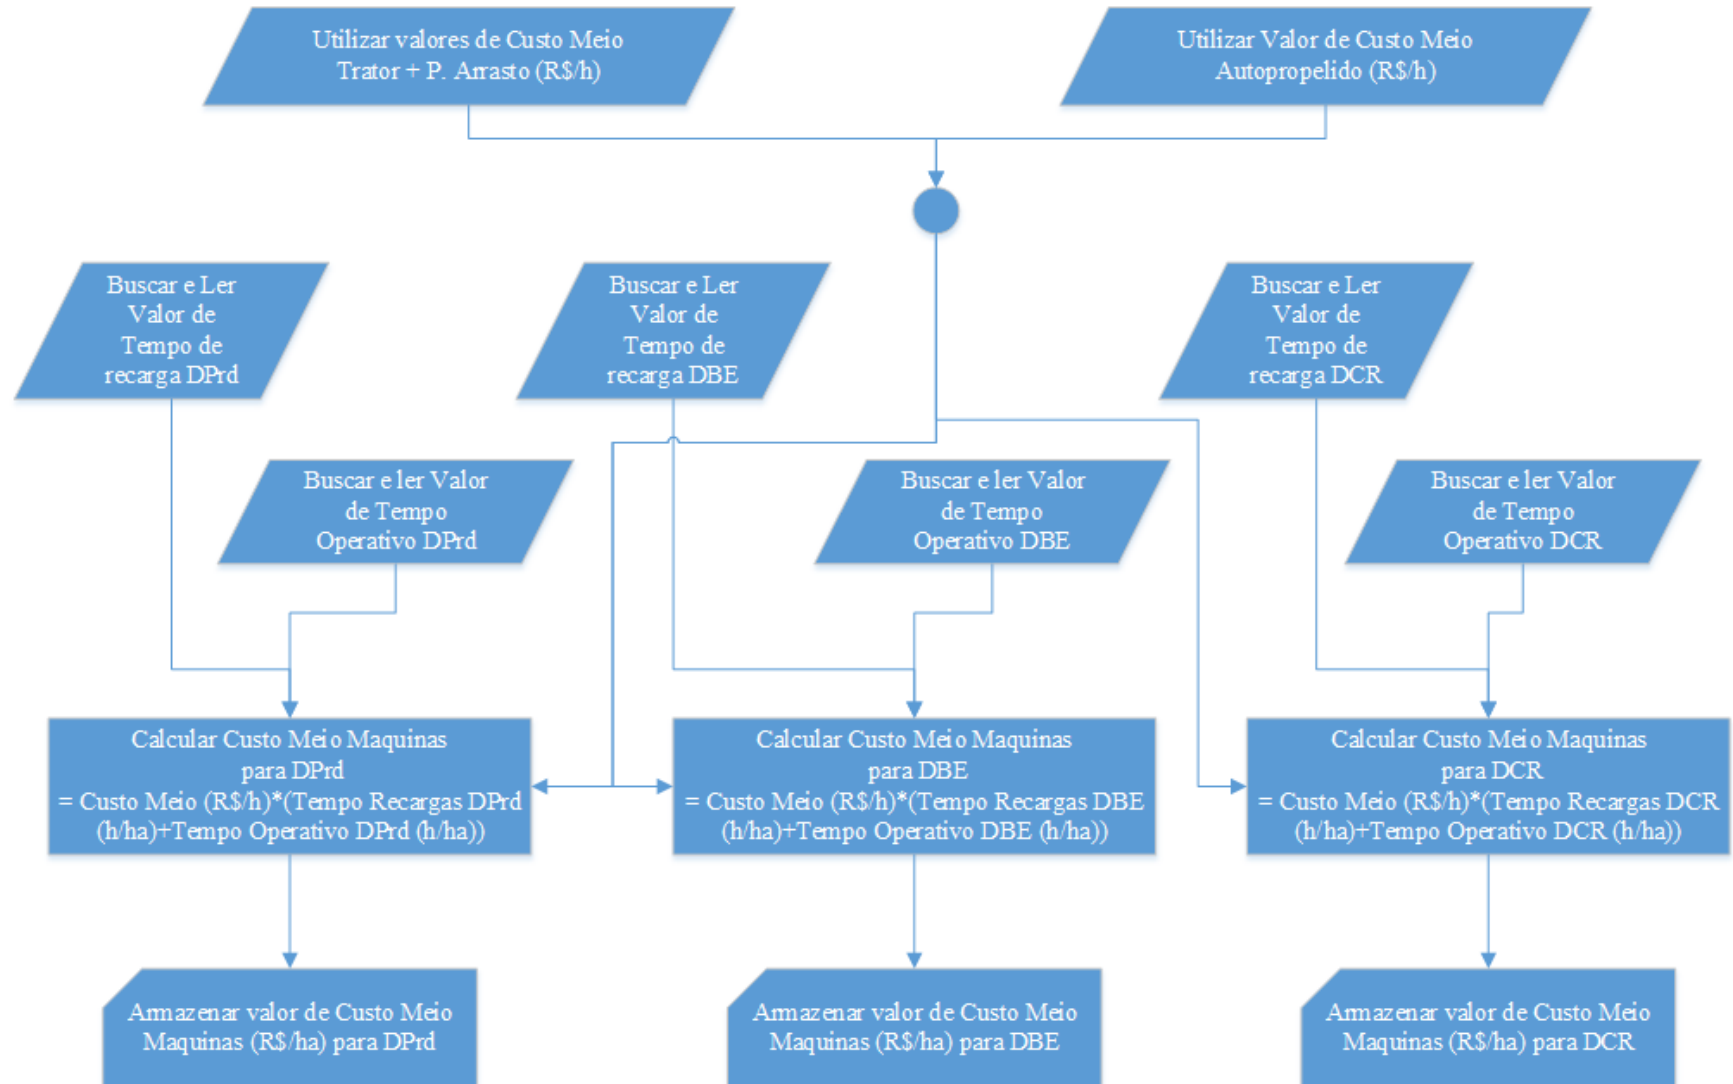 Utilizar valores de Custo Meio
Trator + P. Arrasto (R$/h)
Utilizar Valor de Custo Meio
Autopropelido (R$/h)
Buscar e Ler
Valor de
Tempo de
recarga DPrd
Buscar e Ler
Valor de
Tempo de
recarga DBE
Buscar e Ler
Valor de
Tempo de
recarga DCR
Buscar e ler Valor
de Tempo
Operativo DPrd
Buscar e ler Valor
de Tempo
Operativo DBE
Buscar e ler Valor
de Tempo
Operativo DCR
Calcular Custo Meio Maquinas
para DPrd
= Custo Meio (R$/h)*(Tempo Recargas DPrd
(h/ha)+Tempo Operativo DPrd (h/ha))
Calcular Custo Meio Maquinas
para DBE
= Custo Meio (R$/h)*(Tempo Recargas DBE
(h/ha)+Tempo Operativo DBE (h/ha))
Calcular Custo Meio Maquinas
para DCR
= Custo Meio (R$/h)*(Tempo Recargas DCR
(h/ha)+Tempo Operativo DCR (h/ha))
Armazenar valor de Custo Meio
Maquinas (R$/ha) para DPrd
Armazenar valor de Custo Meio
Maquinas (R$/ha) para DBE
Armazenar valor de Custo Meio
Maquinas (R$/ha) para DCR